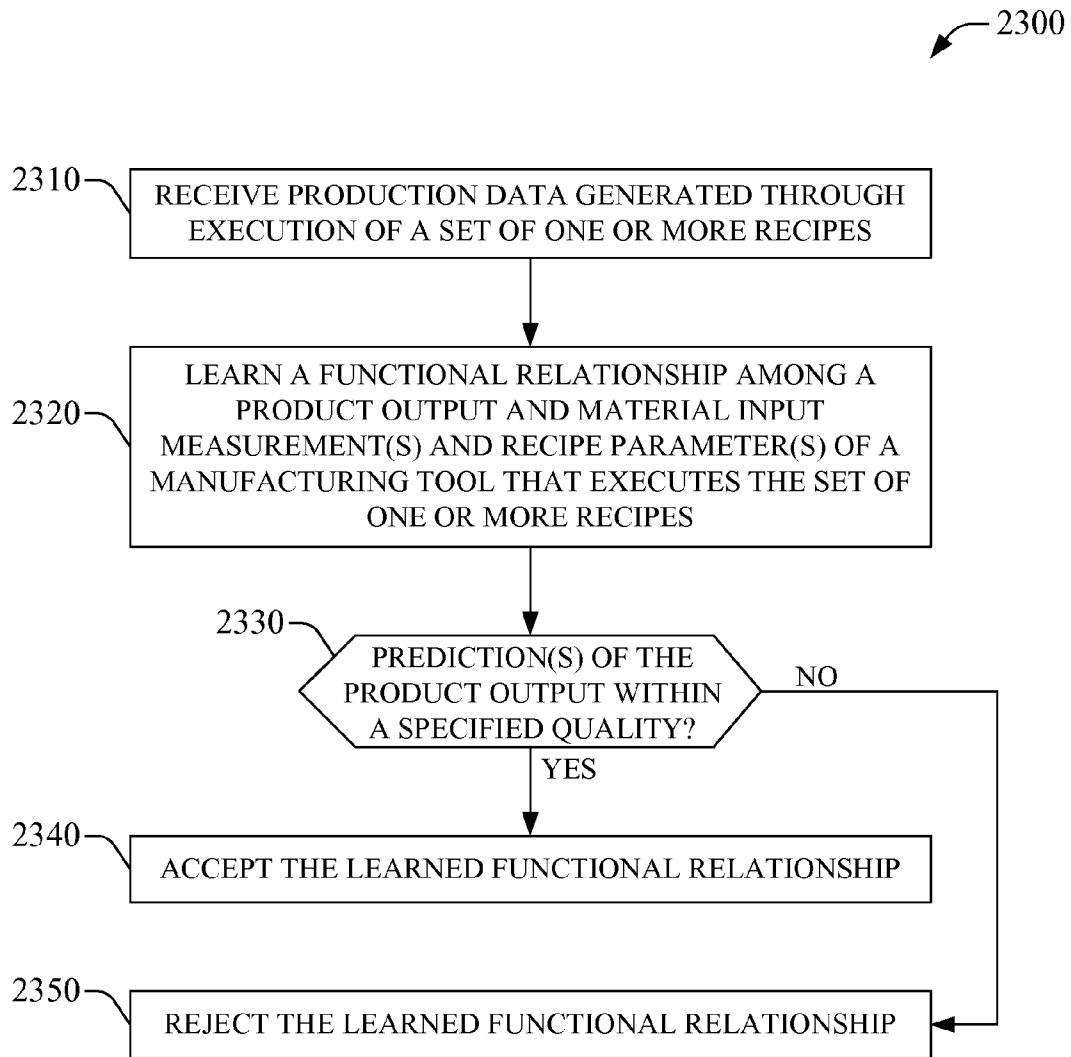 2300
2310
RECEIVE PRODUCTION DATA GENERATED THROUGH
EXECUTION OF A SET OF ONE OR MORE RECIPES
2320
LEARN A FUNCTIONAL RELATIONSHIP AMONG A
PRODUCT OUTPUT AND MATERIAL INPUT
MEASUREMENT(S) AND RECIPE PARAMETER(S) OF A
MANUFACTURING TOOL THAT EXECUTES THE SET OF
ONE OR MORE RECIPES
2330
PREDICTION(S) OF THE
PRODUCT OUTPUT WITHIN
A SPECIFIED QUALITY?
NO
YES
2340
ACCEPT THE LEARNED FUNCTIONAL RELATIONSHIP
2350
REJECT THE LEARNED FUNCTIONAL RELATIONSHIP